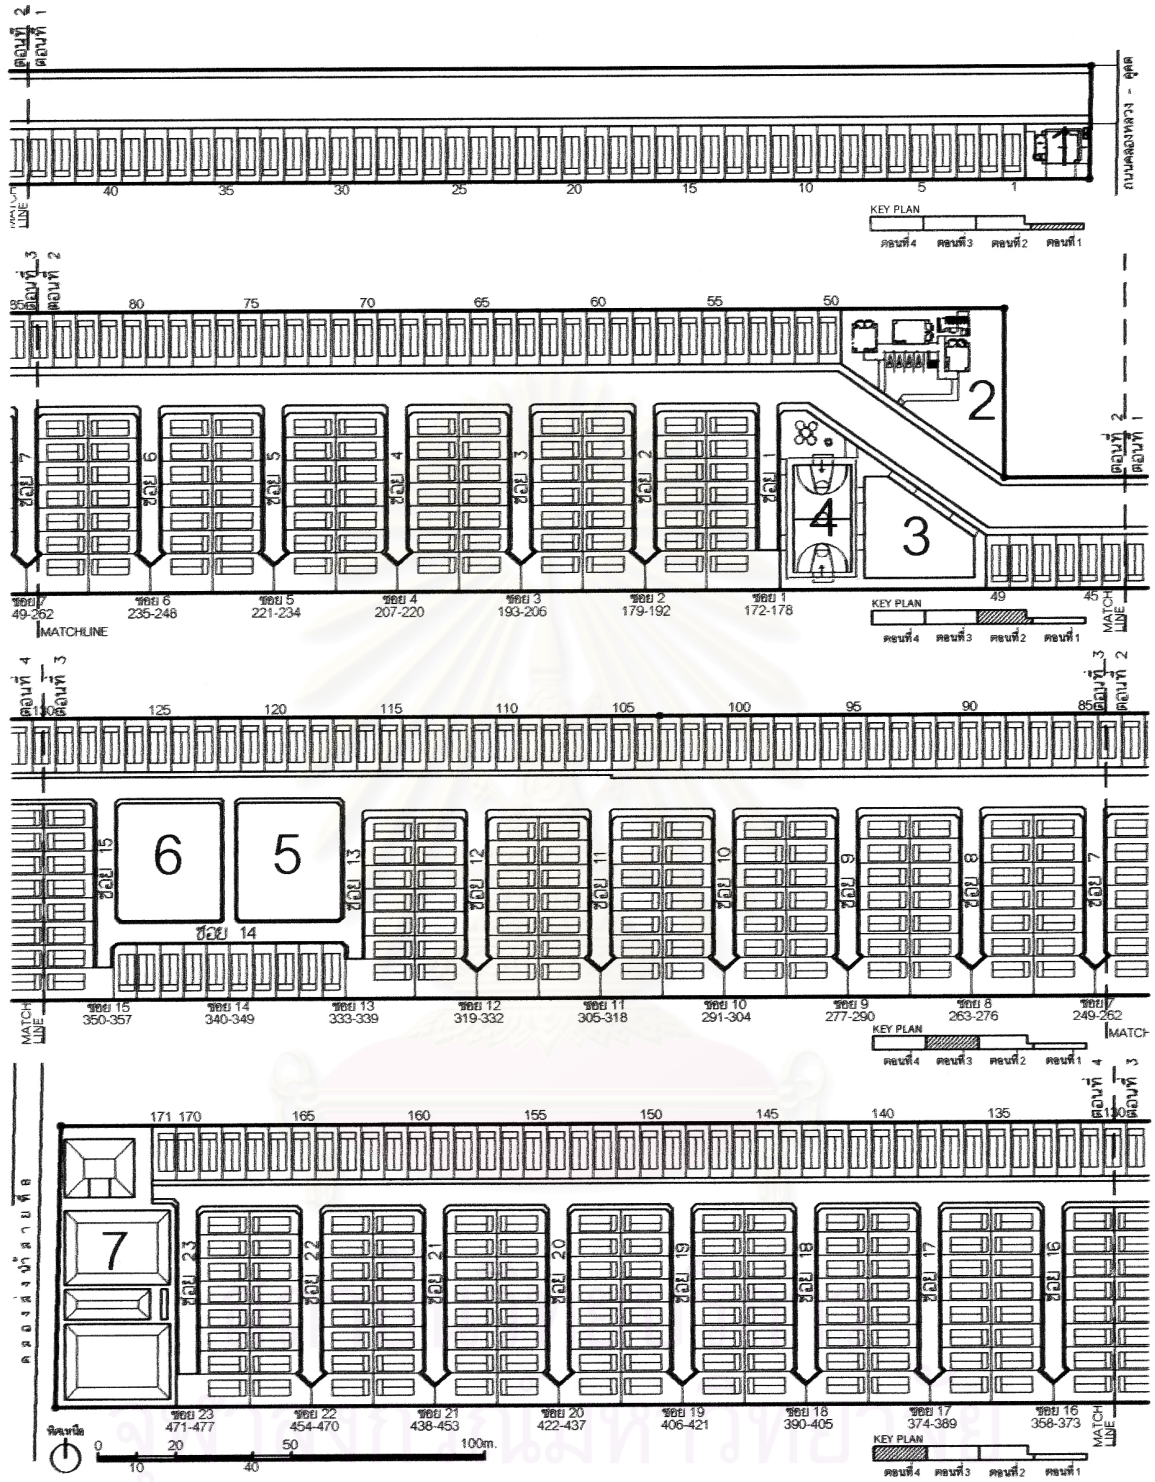 ตอนที่ 2
ตอนที่ 1
ถนนคลองหลวง - คูคต
1
40 35 30 25 20 15 10 5 1
MATCH LINE
KEY PLAN
ตอนที่4 ตอนที่3 ตอนที่2 ตอนที่1
ตอนที่ 3
ตอนที่ 2
85 80 75 70 65 60 55 50
2
ตอนที่ 2
ตอนที่ 1
ซอย 7 ซอย 6 ซอย 5 ซอย 4 ซอย 3 ซอย 2 ซอย 1
4 3
ซอย 7 ซอย 6 ซอย 5 ซอย 4 ซอย 3 ซอย 2 ซอย 1
49-262 235-248 221-234 207-220 193-206 179-192 172-178
49 45
MATCHLINE
MATCH LINE
KEY PLAN
ตอนที่4 ตอนที่3 ตอนที่2 ตอนที่1
ตอนที่ 4
ตอนที่ 3
130 125 120 115 110 105 100 95 90 85
ตอนที่ 3
ตอนที่ 2
ซอย 15 6 5 ซอย 13 ซอย 12 ซอย 11 ซอย 10 ซอย 9 ซอย 8 ซอย 7
ซอย 14
ซอย 15 ซอย 14 ซอย 13 ซอย 12 ซอย 11 ซอย 10 ซอย 9 ซอย 8 ซอย 7
350-357 340-349 333-339 319-332 305-318 291-304 277-290 263-276 249-262
MATCH LINE
MATCH
KEY PLAN
ตอนที่4 ตอนที่3 ตอนที่2 ตอนที่1
ตอนที่ 4
ตอนที่ 3
171 170 165 160 155 150 145 140 135 130
คลองส่งน้ำสายที่8
7
ซอย 23 ซอย 22 ซอย 21 ซอย 20 ซอย 19 ซอย 18 ซอย 17 ซอย 16
ซอย 23 ซอย 22 ซอย 21 ซอย 20 ซอย 19 ซอย 18 ซอย 17 ซอย 16
471-477 454-470 438-453 422-437 406-421 390-405 374-389 358-373
MATCH LINE
ทิศเหนือ
0 20 50 100m.
10 40
KEY PLAN
ตอนที่4 ตอนที่3 ตอนที่2 ตอนที่1